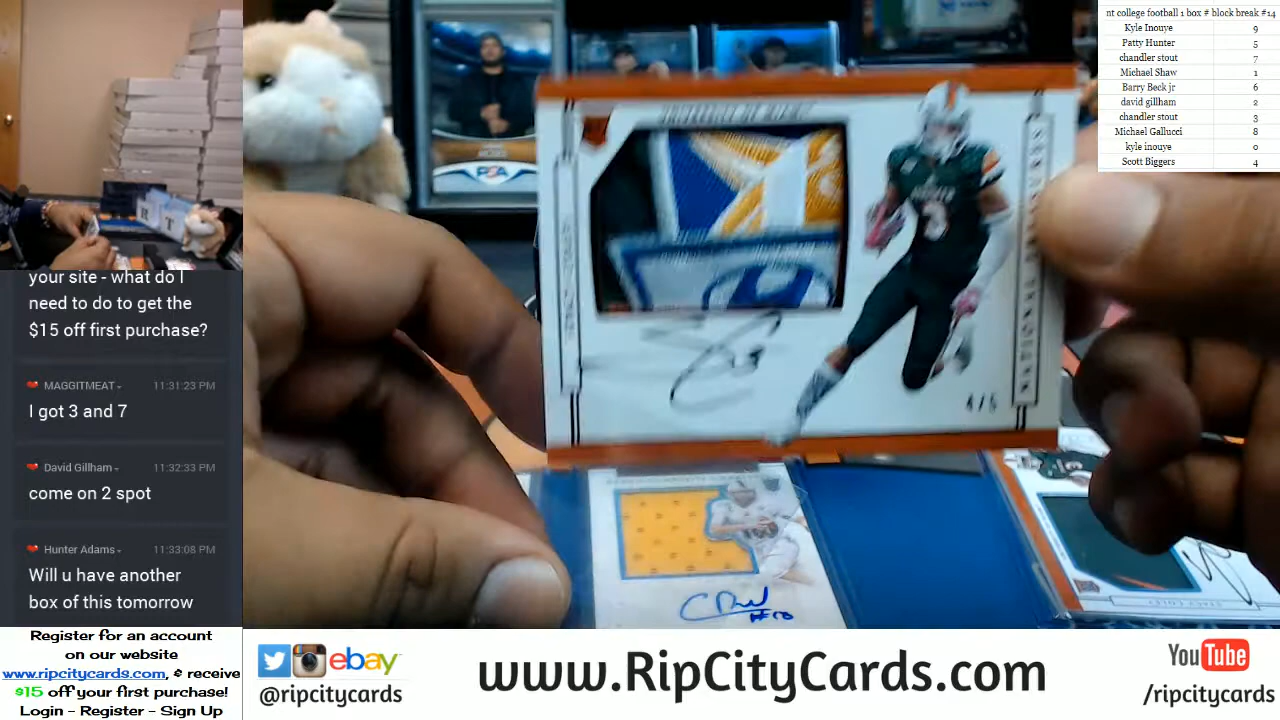 nt college football 1 box # block break #14
Kyle Inouye 9
Patty Hunter 5
chandler stout 7
Michael Shaw 1
Barry Beck jr 6
david gillham 2
chandler stout 3
Michael Gallucci 8
kyle inouye 0
Scott Biggers 4
PSA
3
4/5
STACY COLEY
your site - what do I
need to do to get the
$15 off first purchase?
MAGGITMEAT 11:31:23 PM
I got 3 and 7
David Gillham 11:32:33 PM
come on 2 spot
Hunter Adams 11:33:08 PM
Will u have another
box of this tomorrow
Register for an account
on our website
www.ripcitycards.com, & receive
$15 off your first purchase!
Login - Register - Sign Up
ebay
@ripcitycards
www.RipCityCards.com
YouTube
/ripcitycards